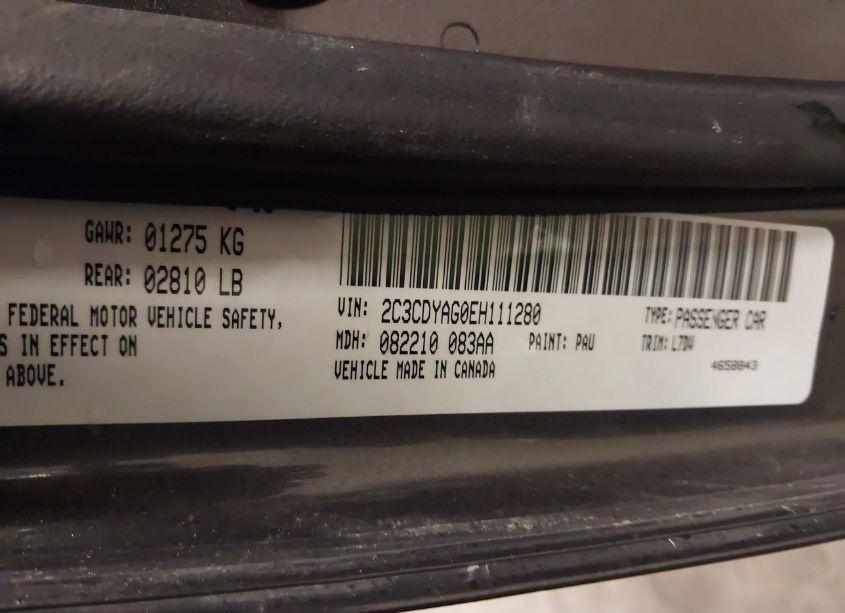 GAWR: 01275 KG
REAR: 02810 LB
FEDERAL MOTOR VEHICLE SAFETY,
S IN EFFECT ON
ABOVE.
VIN: 2C3CDYAG0EH111280 TYPE: PASSENGER CAR
MDH: 082210 083AA PAINT: PAU TRIM: L7DV
VEHICLE MADE IN CANADA 4658843